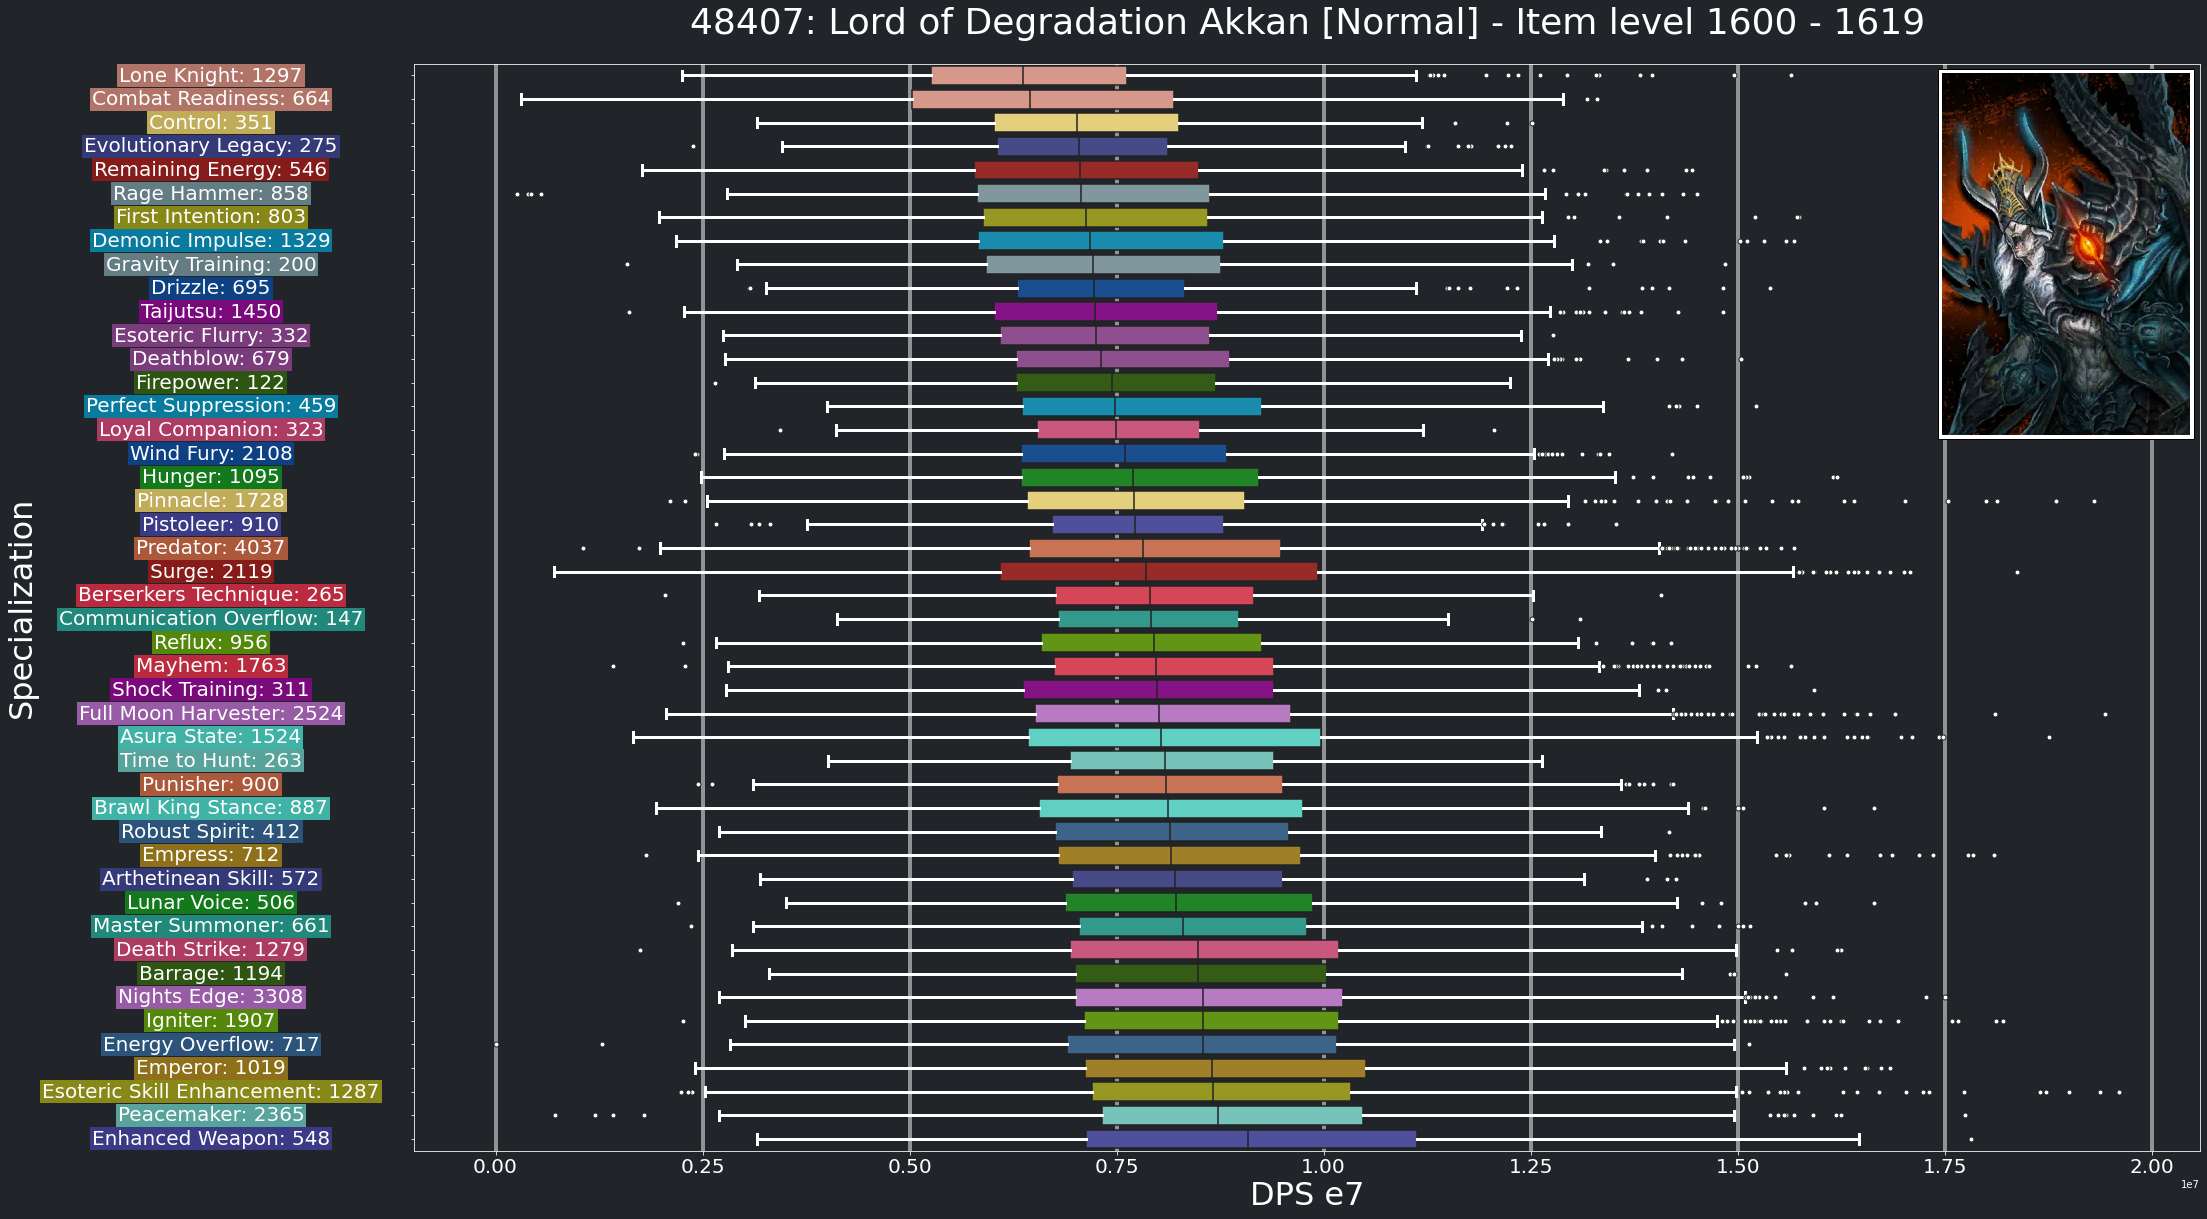 48407: Lord of Degradation Akkan [Normal] - Item level 1600 - 1619
Specialization
Lone Knight: 1297
Combat Readiness: 664
Control: 351
Evolutionary Legacy: 275
Remaining Energy: 546
Rage Hammer: 858
First Intention: 803
Demonic Impulse: 1329
Gravity Training: 200
Drizzle: 695
Taijutsu: 1450
Esoteric Flurry: 332
Deathblow: 679
Firepower: 122
Perfect Suppression: 459
Loyal Companion: 323
Wind Fury: 2108
Hunger: 1095
Pinnacle: 1728
Pistoleer: 910
Predator: 4037
Surge: 2119
Berserkers Technique: 265
Communication Overflow: 147
Reflux: 956
Mayhem: 1763
Shock Training: 311
Full Moon Harvester: 2524
Asura State: 1524
Time to Hunt: 263
Punisher: 900
Brawl King Stance: 887
Robust Spirit: 412
Empress: 712
Arthetinean Skill: 572
Lunar Voice: 506
Master Summoner: 661
Death Strike: 1279
Barrage: 1194
Nights Edge: 3308
Igniter: 1907
Energy Overflow: 717
Emperor: 1019
Esoteric Skill Enhancement: 1287
Peacemaker: 2365
Enhanced Weapon: 548
0.00 0.25 0.50 0.75 1.00 1.25 1.50 1.75 2.00
1e7
DPS e7